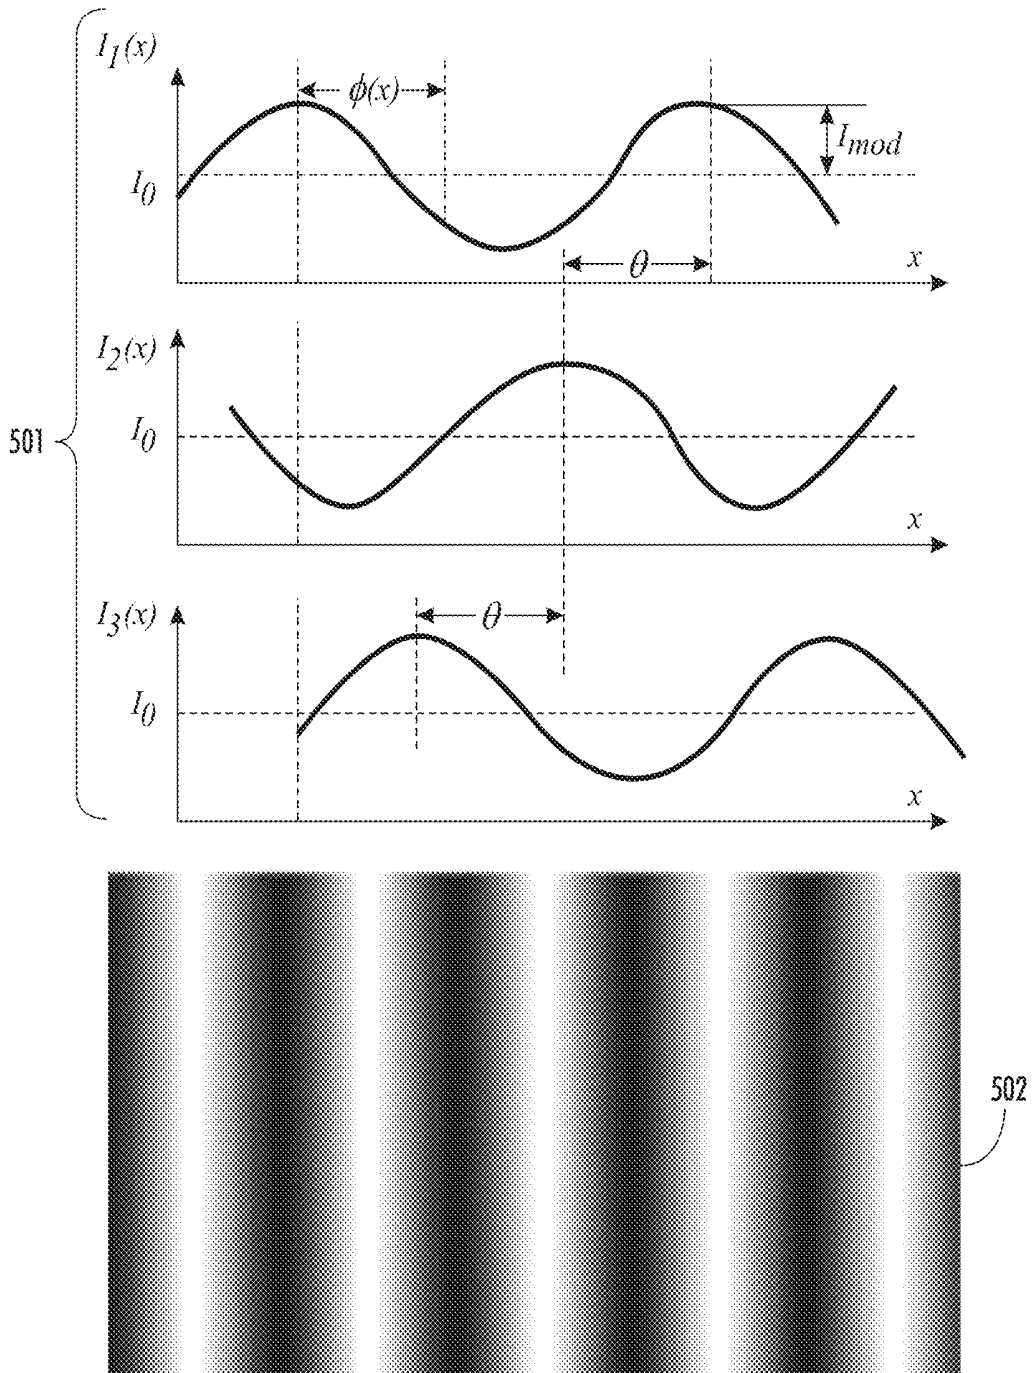 I1(x)
ϕ(x)
Imod
I0
θ
x
I2(x)
I0
x
501
I3(x)
θ
I0
x
502